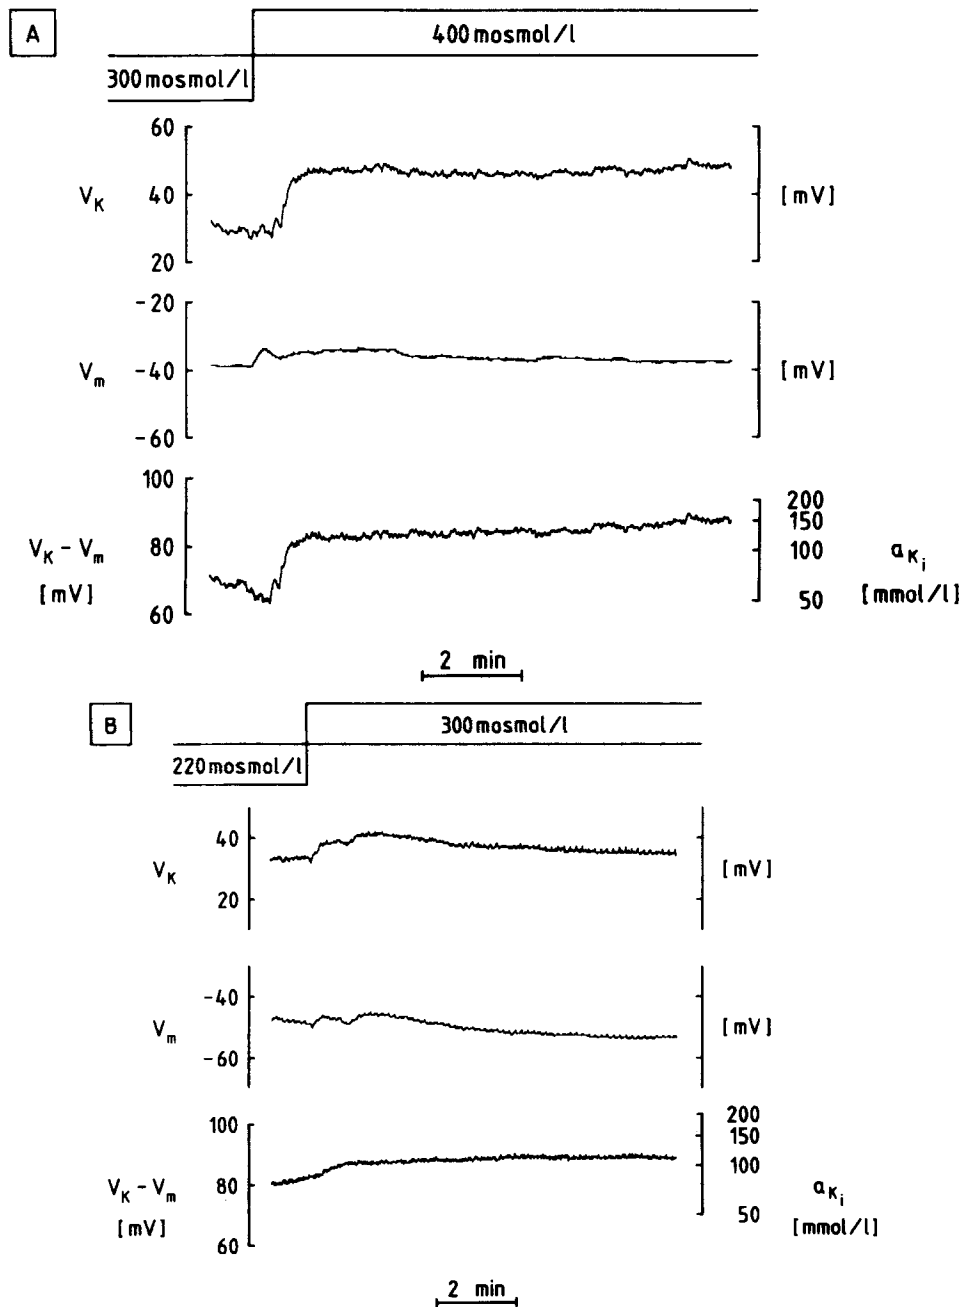 A
400 mosmol/l
300 mosmol/l
60
V_K 40 [mV]
20
-20
V_m -40 [mV]
-60
100
200
150
V_K - V_m 80 100 a_Ki
[mV]
60 50 [mmol/l]
2 min
B
300 mosmol/l
220 mosmol/l
40
V_K [mV]
20
-40
V_m [mV]
-60
100 200
150
100
V_K - V_m 80 a_Ki
50
[mV] [mmol/l]
60
2 min